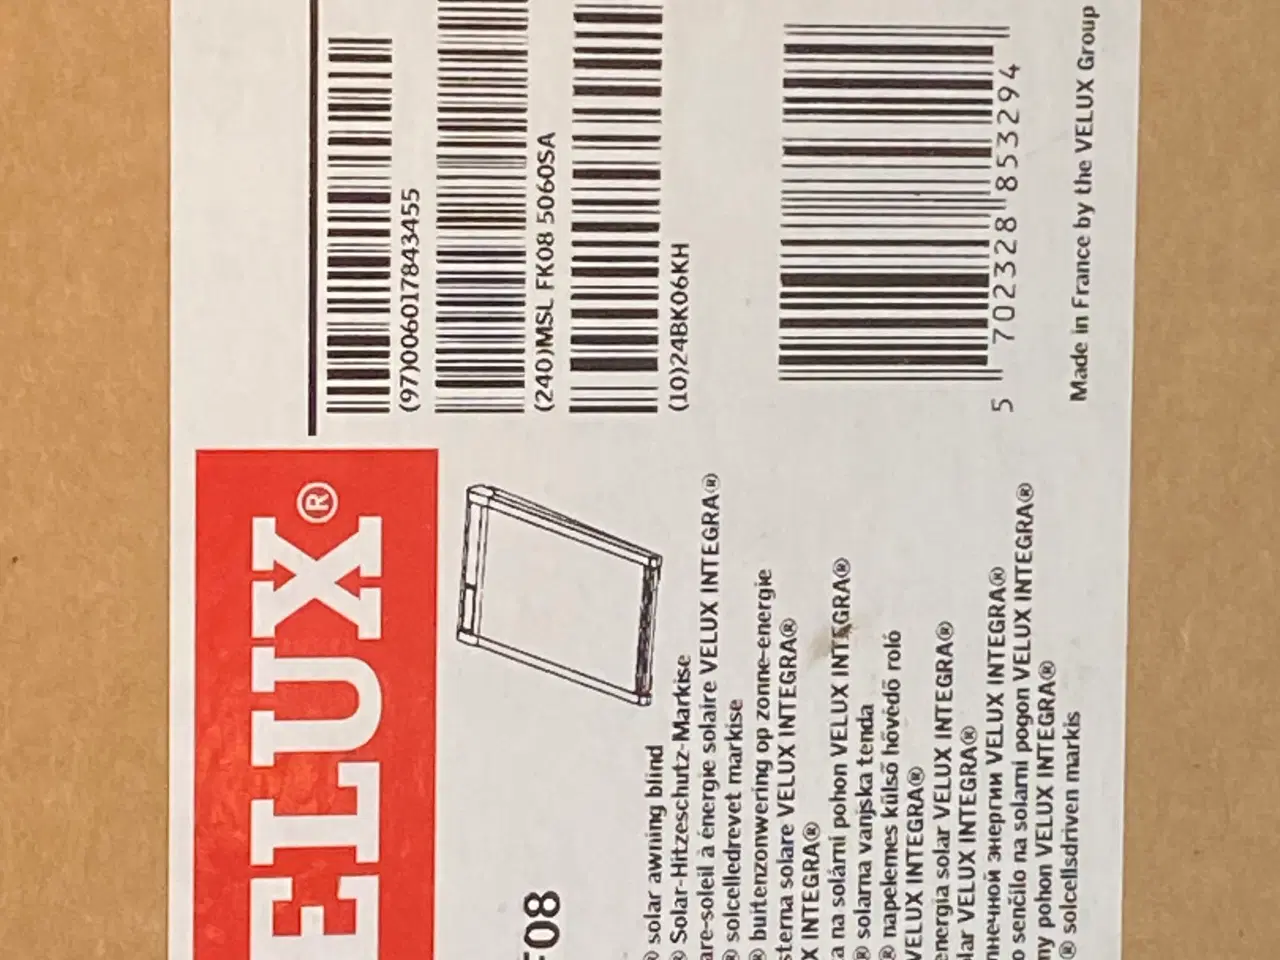 ELUX®
F08
® solar awning blind
® Solar-Hitzeschutz-Markise
are-soleil à énergie solaire VELUX INTEGRA®
® solcelledrevet markise
® buitenzonwering op zonne-energie
sterna solare VELUX INTEGRA®
X INTEGRA®
a na solární pohon VELUX INTEGRA®
® solarna vanjska tenda
® napelemes külső hővédő roló
VELUX INTEGRA®
energia solar VELUX INTEGRA®
lar VELUX INTEGRA®
лнечной энергии VELUX INTEGRA®
o senčilo na solarni pogon VELUX INTEGRA®
ny pohon VELUX INTEGRA®
® solcellsdriven markis
(97)006017843455
(240)MSL FK08 5060SA
(10)24BK06KH
5 702328 853294
Made in France by the VELUX Group